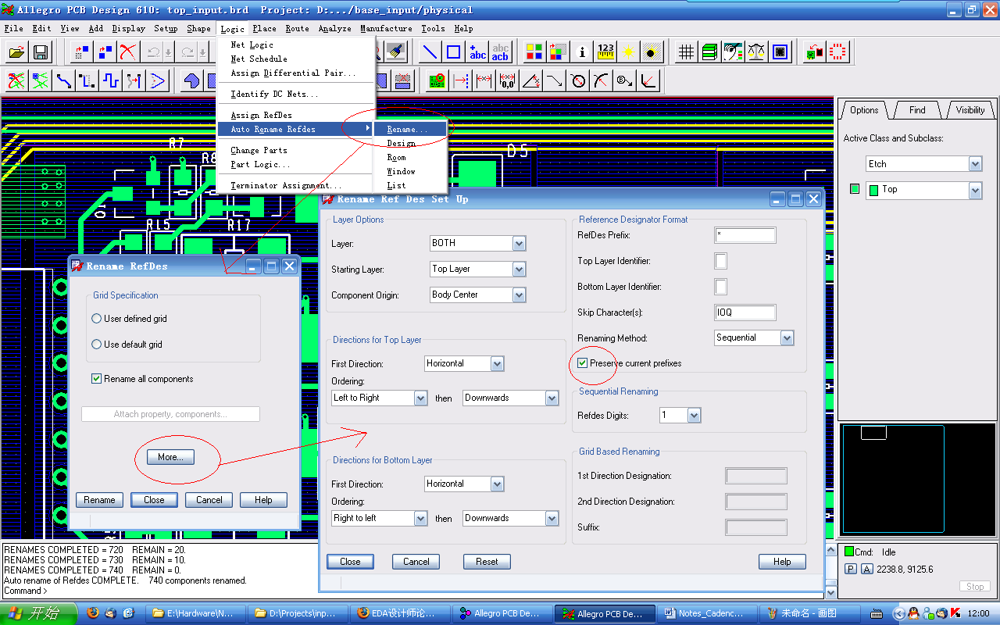 Allegro PCB Design 610: top_input.brd  Project: D:.../base_input/physical
File Edit View Add Display Setup Shape Logic Place Route Analyze Manufacture Tools Help
Net Logic
Net Schedule
Assign Differential Pair...
Identify DC Nets...
Assign RefDes
Auto Rename Refdes
Change Parts
Part Logic...
Terminator Assignment...
Rename...
Design
Room
Window
List
+abc
abc
acb
123
0,0
R7
R8
D5
Q1
RL5
R17
Options Find Visibility
Active Class and Subclass:
Etch
Top
Rename RefDes
Grid Specification
User defined grid
Use default grid
Rename all components
Attach property, components...
More...
Rename Close Cancel Help
Rename Ref Des Set Up
Layer Options
Layer: BOTH
Starting Layer: Top Layer
Component Origin: Body Center
Directions for Top Layer
First Direction: Horizontal
Ordering:
Left to Right then Downwards
Directions for Bottom Layer
First Direction: Horizontal
Ordering:
Right to left then Downwards
Reference Designator Format
RefDes Prefix: *
Top Layer Identifier:
Bottom Layer Identifier:
Skip Character(s): IOQ
Renaming Method: Sequential
Preserve current prefixes
Sequential Renaming
Refdes Digits: 1
Grid Based Renaming
1st Direction Designation:
2nd Direction Designation:
Suffix:
Close Cancel Reset Help
RENAMES COMPLETED = 720 REMAIN = 20.
RENAMES COMPLETED = 730 REMAIN = 10.
RENAMES COMPLETED = 740 REMAIN = 0.
Auto rename of Refdes COMPLETE. 740 components renamed.
Command >
Cmd: Idle
P A 2238.8, 9125.6
Stop
开始 E:\Hardware\N... D:\Projects\inp... EDA设计师论... Allegro PCB De... Allegro PCB De... Notes_Cadenc... 未命名 - 画图 12:00